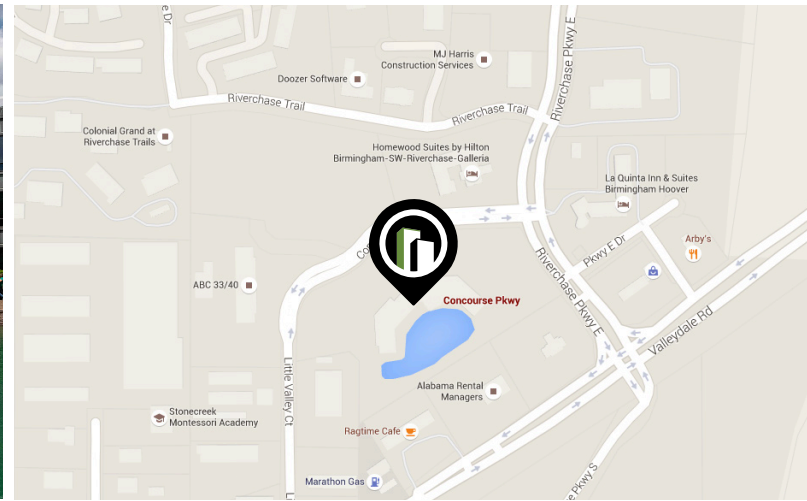 e Dr
MJ Harris
Construction Services
Doozer Software
Riverchase Pkwy E
Riverchase Trail
Riverchase Trail
Colonial Grand at
Riverchase Trails
Homewood Suites by Hilton
Birmingham-SW-Riverchase-Galleria
La Quinta Inn & Suites
Birmingham Hoover
Co
Pkwy E Dr
Arby's
Riverchase Pkwy E
ABC 33/40
Concourse Pkwy
Valleydale Rd
Little Valley Ct
Alabama Rental
Managers
Stonecreek
Montessori Academy
Ragtime Cafe
Marathon Gas
e Pkwy S
L